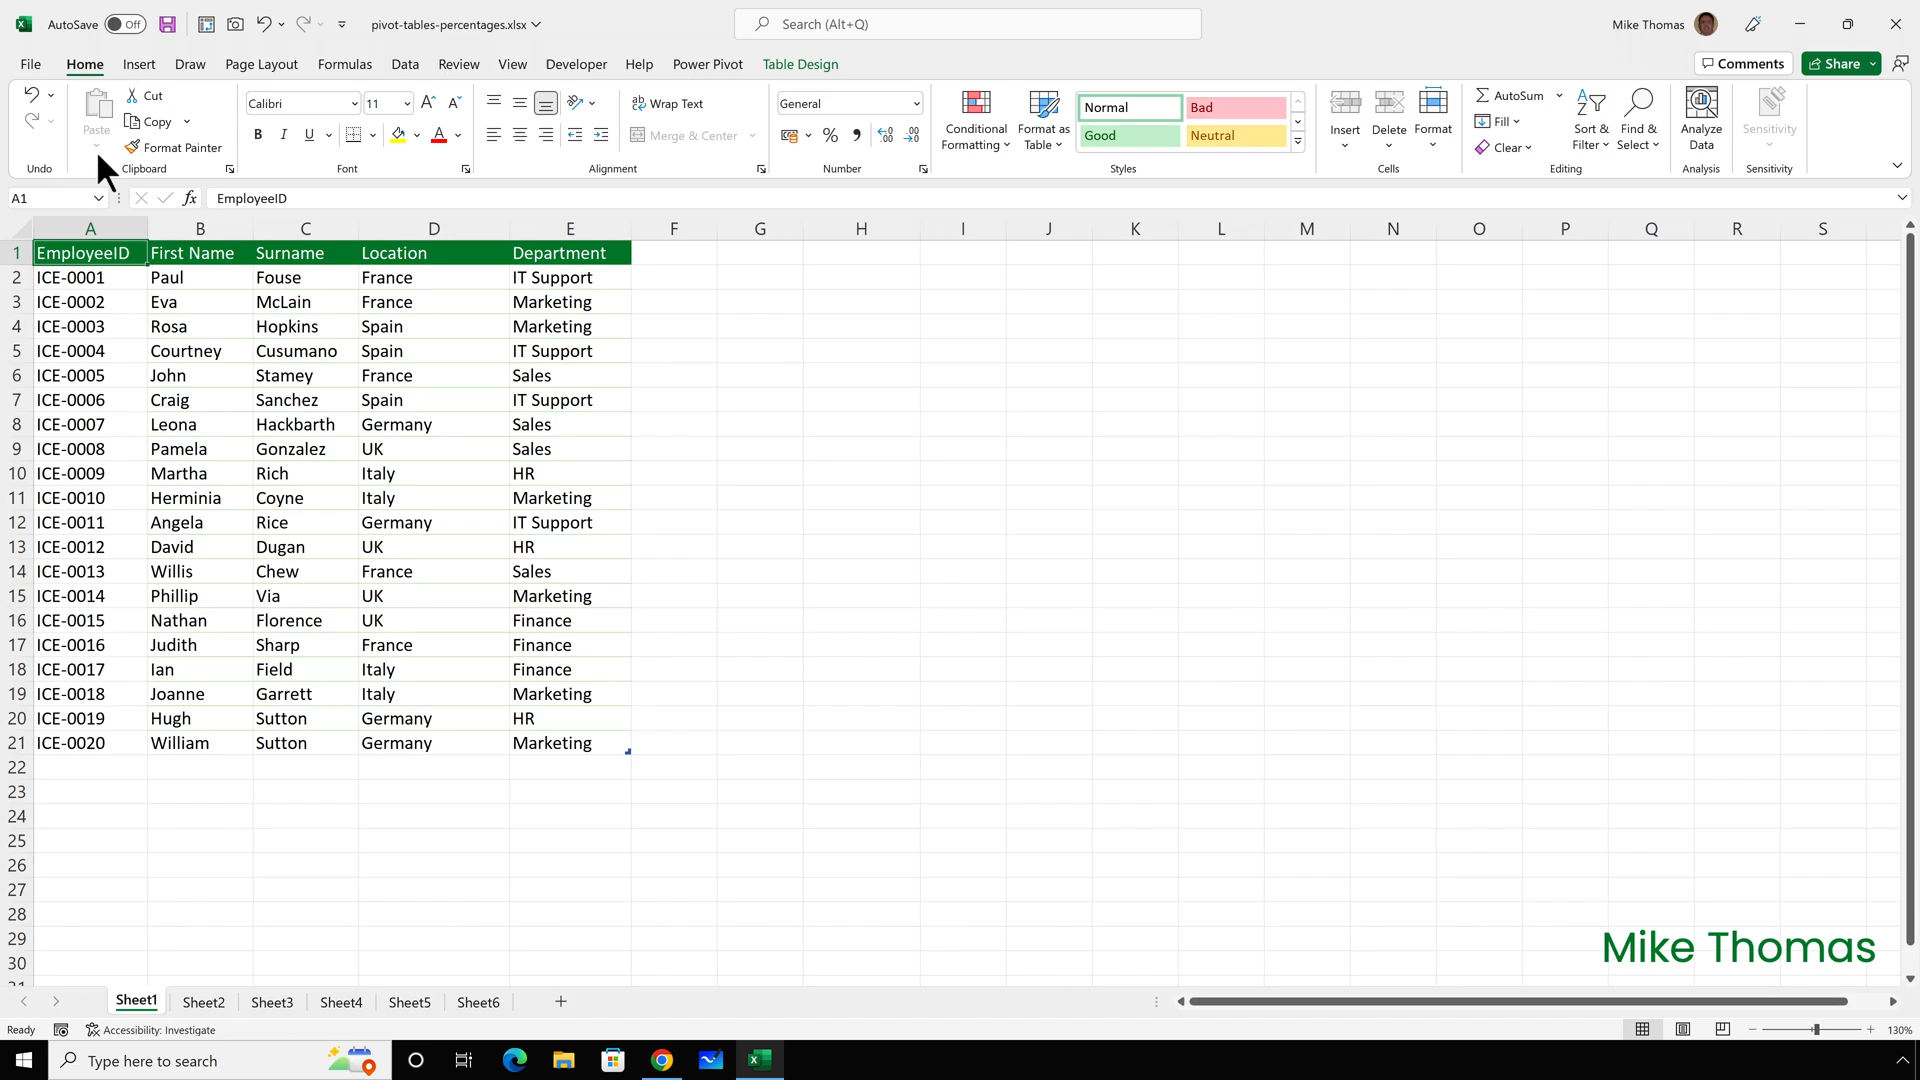 AutoSave Off pivot-tables-percentages.xlsx Search (Alt+Q) Mike Thomas
File Home Insert Draw Page Layout Formulas Data Review View Developer Help Power Pivot Table Design Comments Share
Paste Cut Copy Format Painter
Calibri 11 B I U A A A
Wrap Text Merge & Center
General % 9
Conditional Formatting Format as Table
Normal Bad Good Neutral
Insert Delete Format
AutoSum Fill Clear Sort & Filter Find & Select
Analyze Data Sensitivity
Undo Clipboard Font Alignment Number Styles Cells Editing Analysis Sensitivity
A1 fx EmployeeID
A B C D E F G H I J K L M N O P Q R S
1 EmployeeID First Name Surname Location Department
2 ICE-0001 Paul Fouse France IT Support
3 ICE-0002 Eva McLain France Marketing
4 ICE-0003 Rosa Hopkins Spain Marketing
5 ICE-0004 Courtney Cusumano Spain IT Support
6 ICE-0005 John Stamey France Sales
7 ICE-0006 Craig Sanchez Spain IT Support
8 ICE-0007 Leona Hackbarth Germany Sales
9 ICE-0008 Pamela Gonzalez UK Sales
10 ICE-0009 Martha Rich Italy HR
11 ICE-0010 Herminia Coyne Italy Marketing
12 ICE-0011 Angela Rice Germany IT Support
13 ICE-0012 David Dugan UK HR
14 ICE-0013 Willis Chew France Sales
15 ICE-0014 Phillip Via UK Marketing
16 ICE-0015 Nathan Florence UK Finance
17 ICE-0016 Judith Sharp France Finance
18 ICE-0017 Ian Field Italy Finance
19 ICE-0018 Joanne Garrett Italy Marketing
20 ICE-0019 Hugh Sutton Germany HR
21 ICE-0020 William Sutton Germany Marketing
22
23
24
25
26
27
28
29
30
Mike Thomas
Sheet1 Sheet2 Sheet3 Sheet4 Sheet5 Sheet6
Ready Accessibility: Investigate 130%
Type here to search